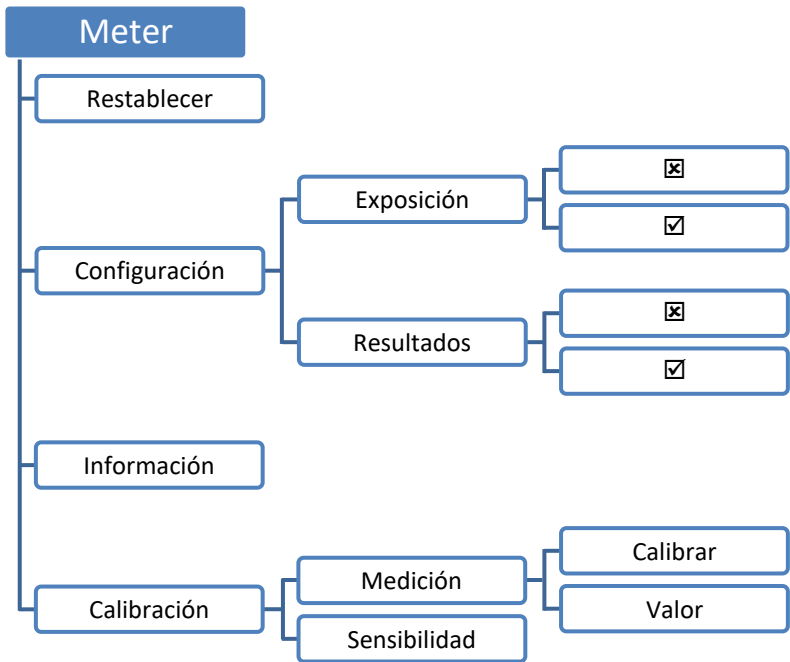 Meter
Restablecer
Configuración
Exposición
☒
☑
Resultados
☒
☑
Información
Calibración
Medición
Calibrar
Valor
Sensibilidad